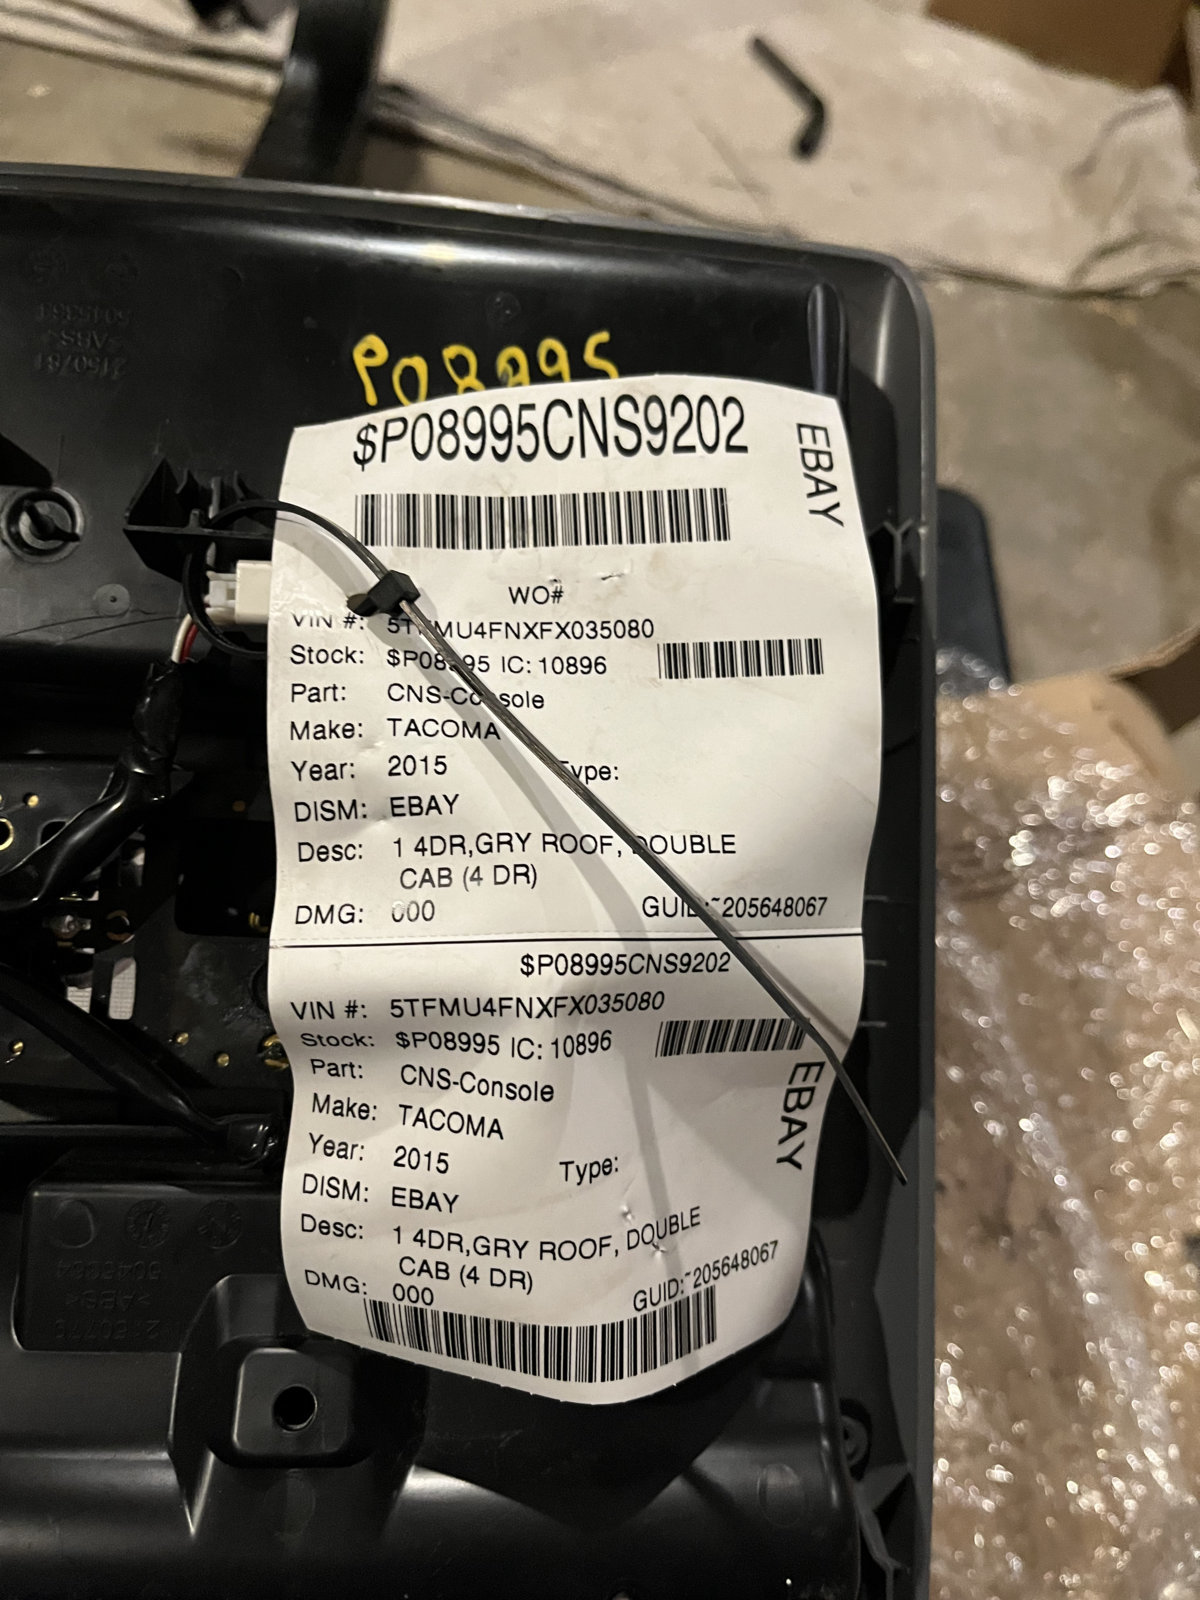 P08995
$P08995CNS9202
EBAY
WO#
VIN #: 5TFMU4FNXFX035080
Stock: $P08995 IC: 10896
Part: CNS-Console
Make: TACOMA
Year: 2015 Type:
DISM: EBAY
Desc: 1 4DR,GRY ROOF, DOUBLE
CAB (4 DR)
DMG: 000 GUID:-205648067
$P08995CNS9202
VIN #: 5TFMU4FNXFX035080
Stock: $P08995 IC: 10896
Part: CNS-Console
EBAY
Make: TACOMA
Year: 2015 Type:
DISM: EBAY
Desc: 1 4DR,GRY ROOF, DOUBLE
CAB (4 DR)
DMG: 000 GUID:-205648067